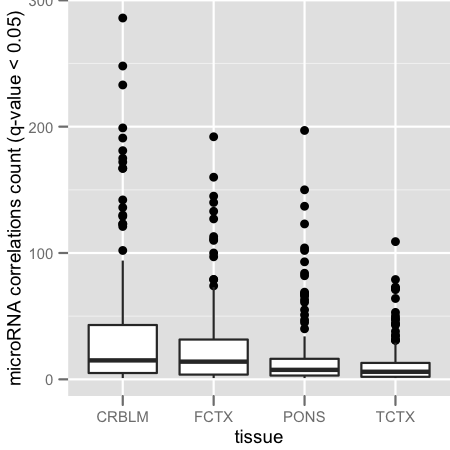 300
200
100
0
microRNA correlations count (q-value < 0.05)
CRBLM FCTX PONS TCTX
tissue